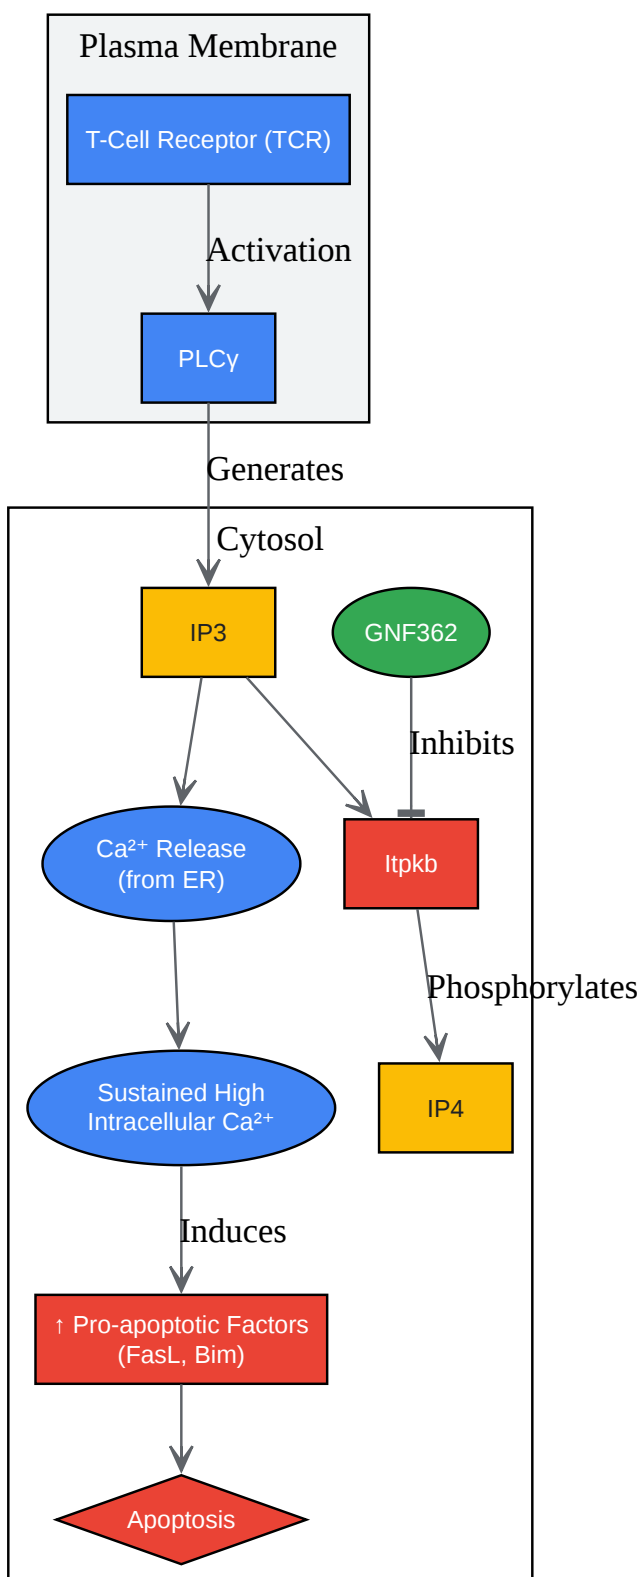 Plasma Membrane
T-Cell Receptor (TCR)
Activation
PLCγ
Generates
Cytosol
IP3
GNF362
Inhibits
Ca²⁺ Release
(from ER)
Itpkb
Phosphorylates
Sustained High
Intracellular Ca²⁺
IP4
Induces
↑ Pro-apoptotic Factors
(FasL, Bim)
Apoptosis